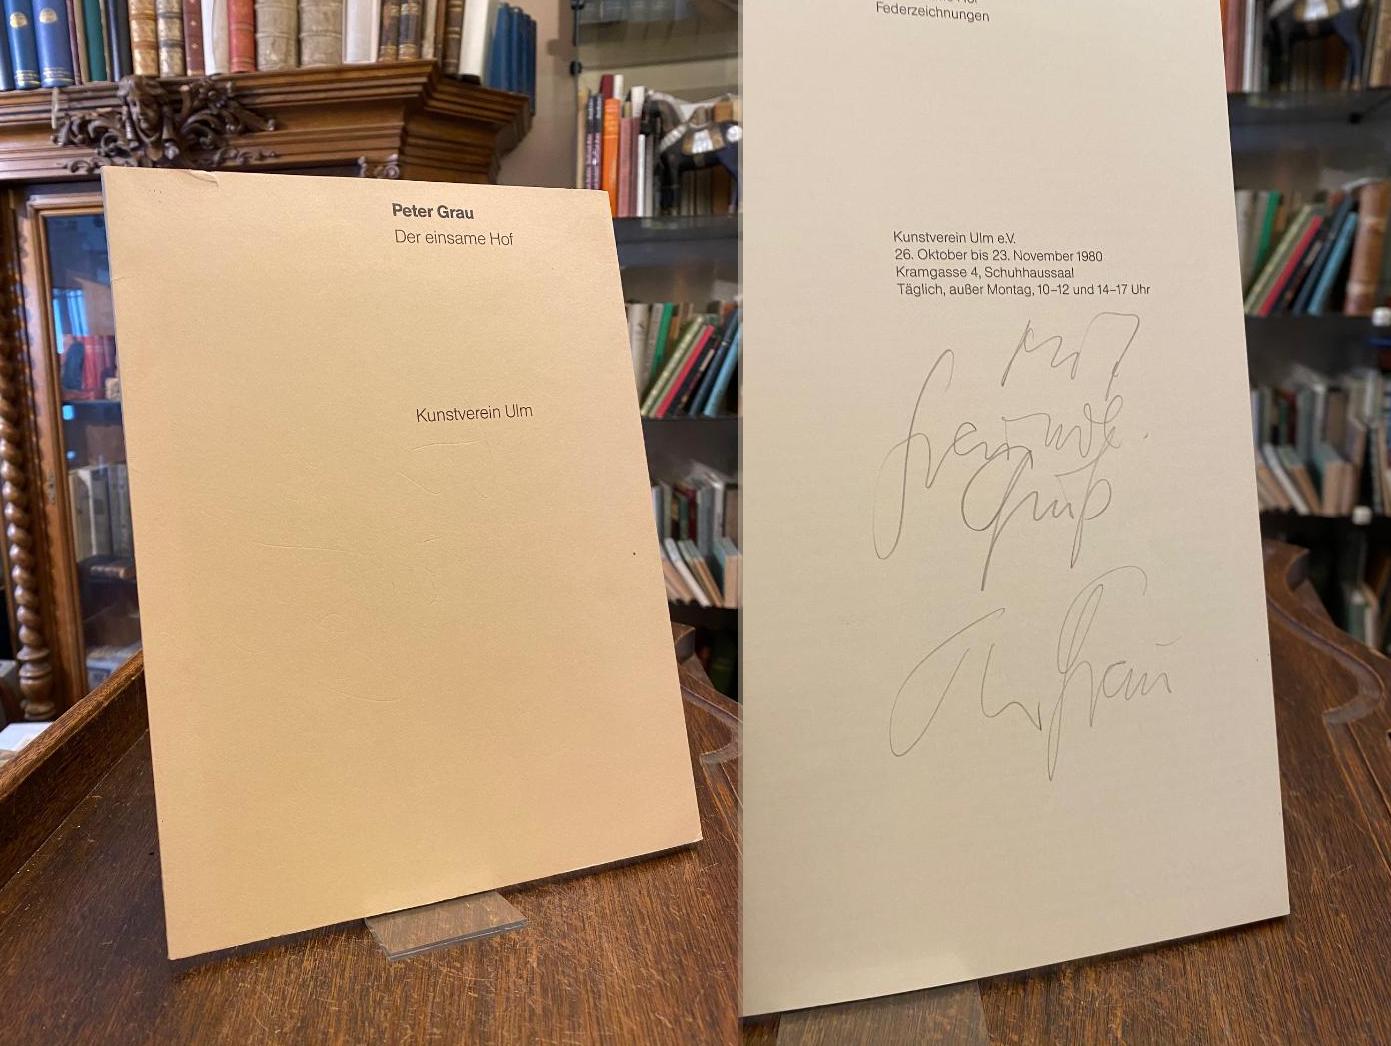 Peter Grau
Der einsame Hof
Kunstverein Ulm
Federzeichnungen
Kunstverein Ulm e.V.
26. Oktober bis 23. November 1980
Kramgasse 4, Schuhhaussaal
Täglich, außer Montag, 10–12 und 14–17 Uhr
mit
freundl.
Gruß
Grau